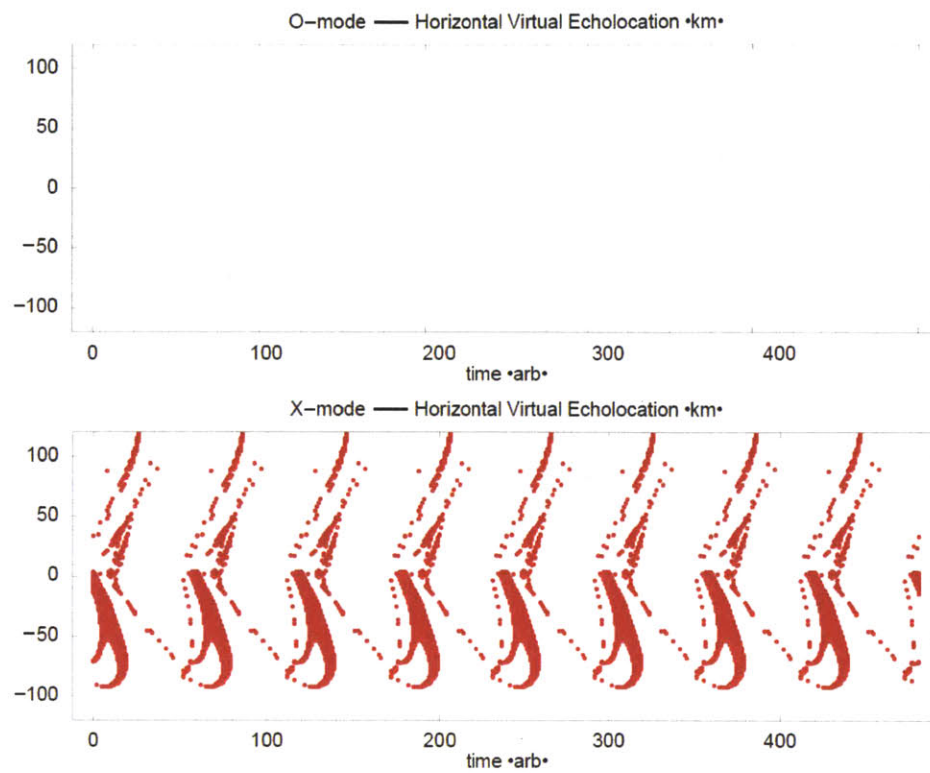 O−mode — Horizontal Virtual Echolocation •km•
100
50
0
−50
−100
0 100 200 300 400
time •arb•
X−mode — Horizontal Virtual Echolocation •km•
100
50
0
−50
−100
0 100 200 300 400
time •arb•